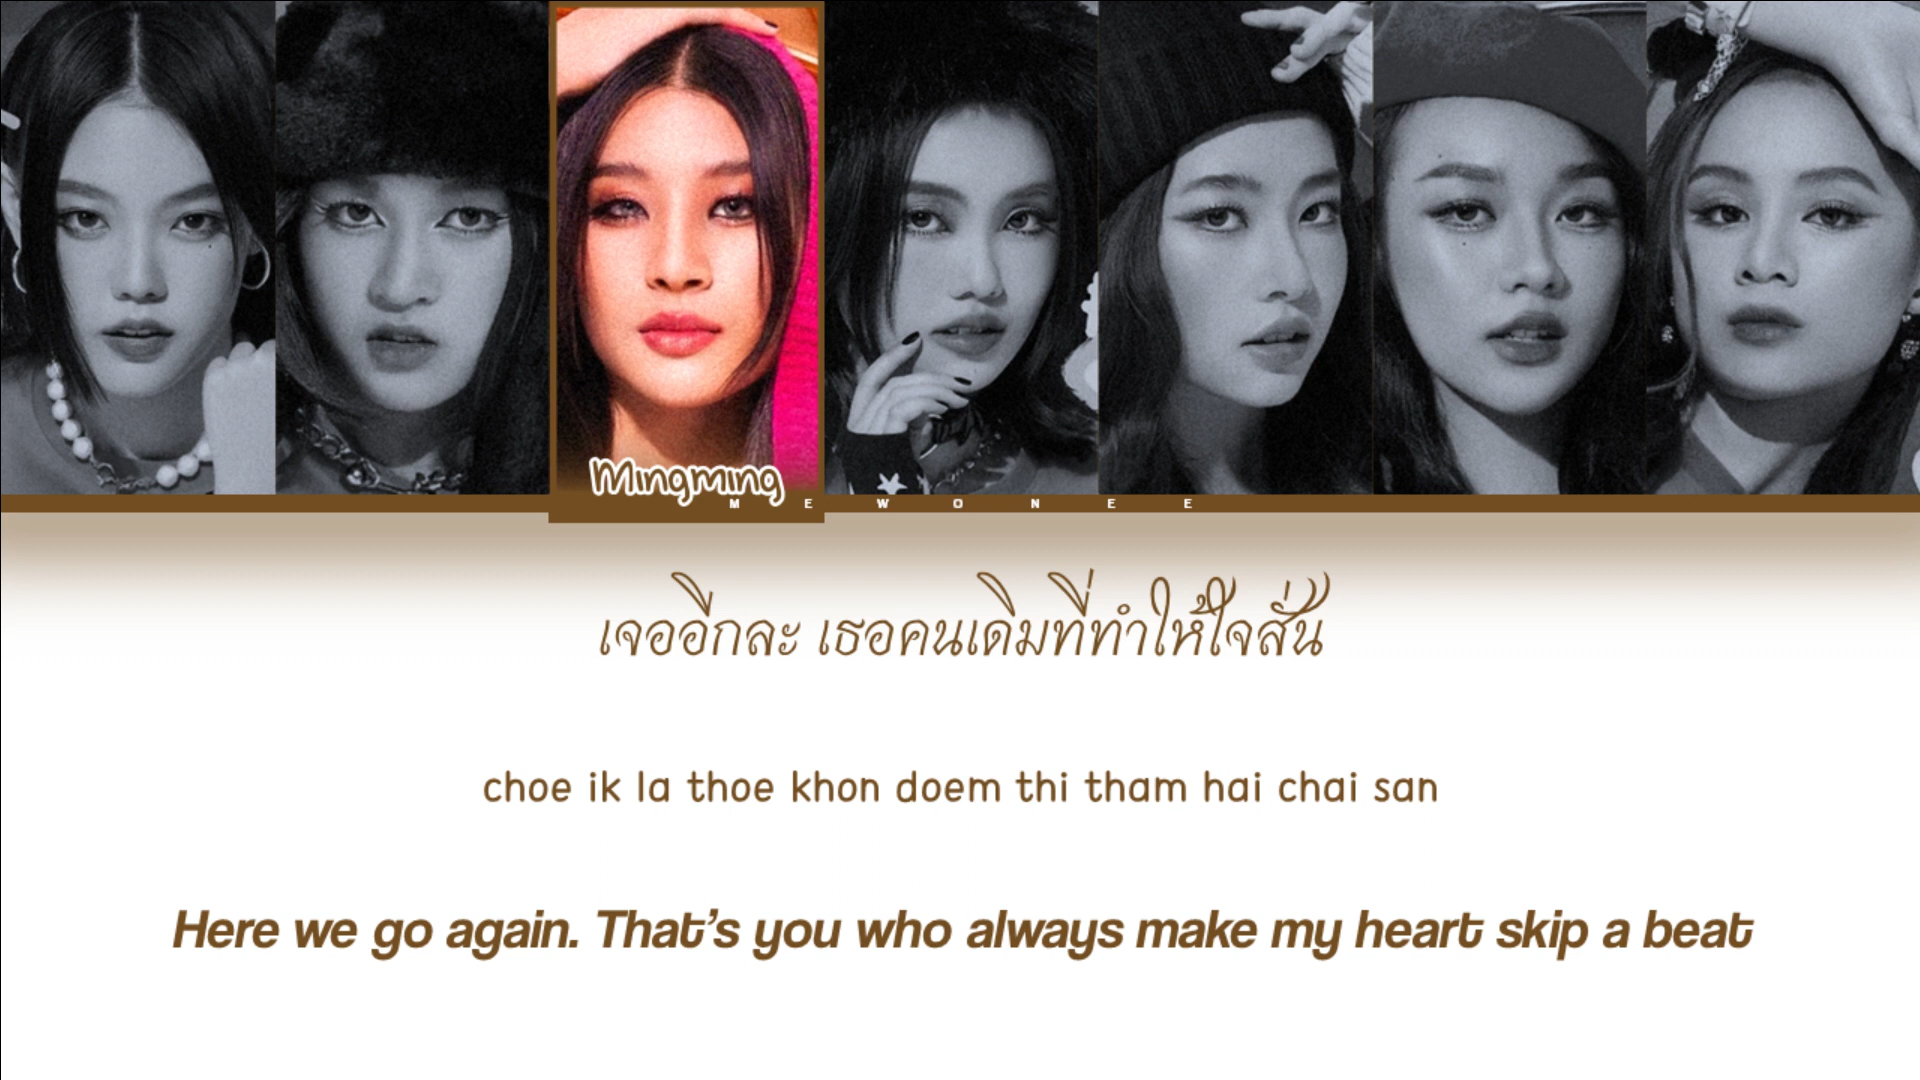 Mingming
MEWONEE
เจออีกละ เธอคนเดิมที่ทำให้ใจสั่น
choe ik la thoe khon doem thi tham hai chai san
Here we go again. That's you who always make my heart skip a beat